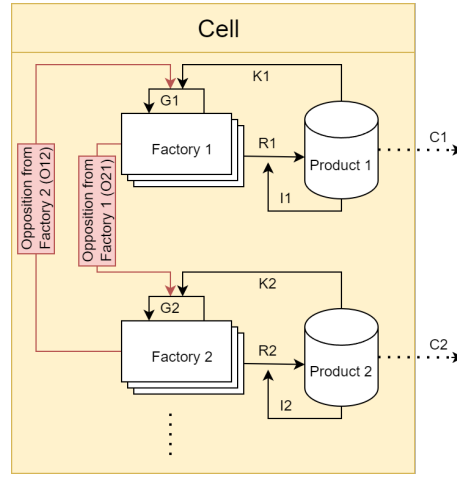 Cell
K1
G1
C1
Factory 1
R1
Product 1
I1
Opposition from
Factory 2 (O12)
Opposition from
Factory 1 (O21)
K2
G2
C2
Factory 2
R2
Product 2
I2